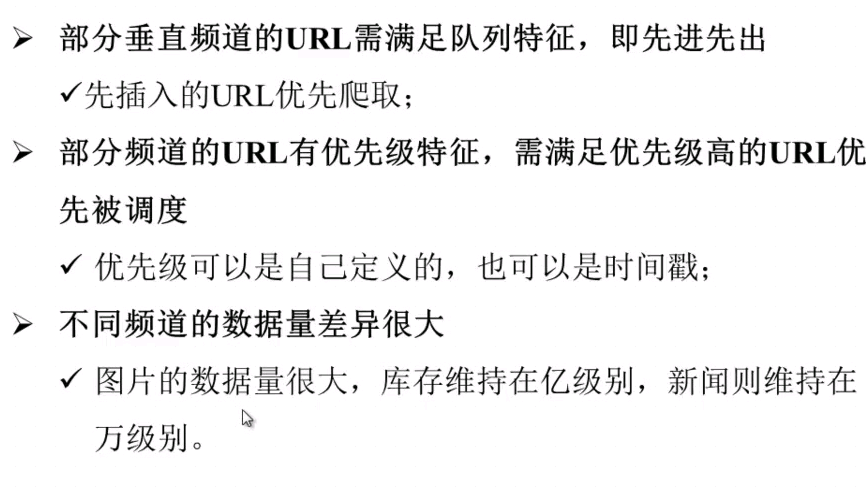 ➢ 部分垂直频道的URL需满足队列特征，即先进先出
✓先插入的URL优先爬取；
➢ 部分频道的URL有优先级特征，需满足优先级高的URL优
先被调度
✓ 优先级可以是自己定义的，也可以是时间戳；
➢ 不同频道的数据量差异很大
✓ 图片的数据量很大，库存维持在亿级别，新闻则维持在
万级别。